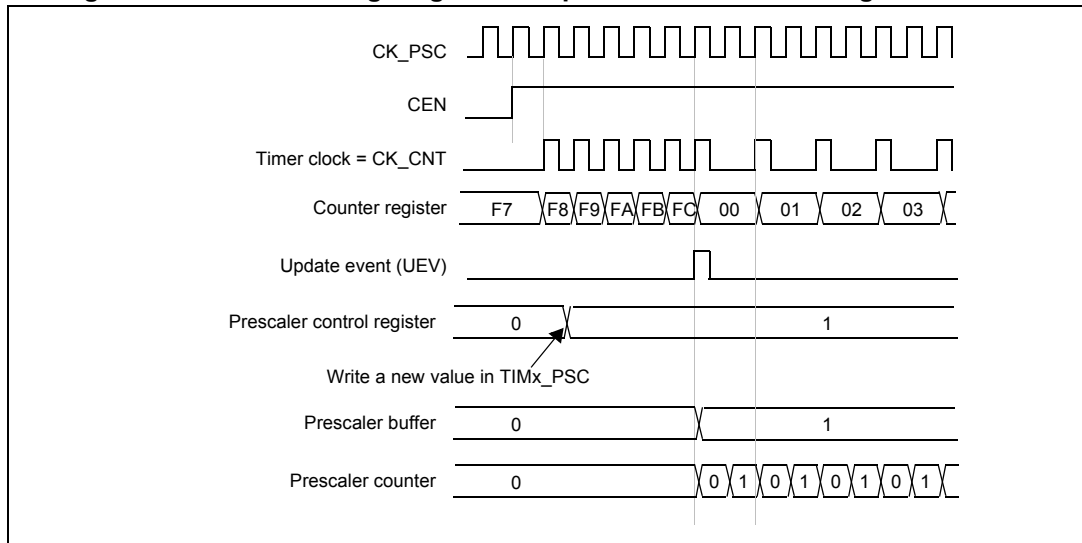 CK_PSC
CEN
Timer clock = CK_CNT
Counter register F7 F8 F9 FA FB FC 00 01 02 03
Update event (UEV)
Prescaler control register 0 1
Write a new value in TIMx_PSC
Prescaler buffer 0 1
Prescaler counter 0 0 1 0 1 0 1 0 1